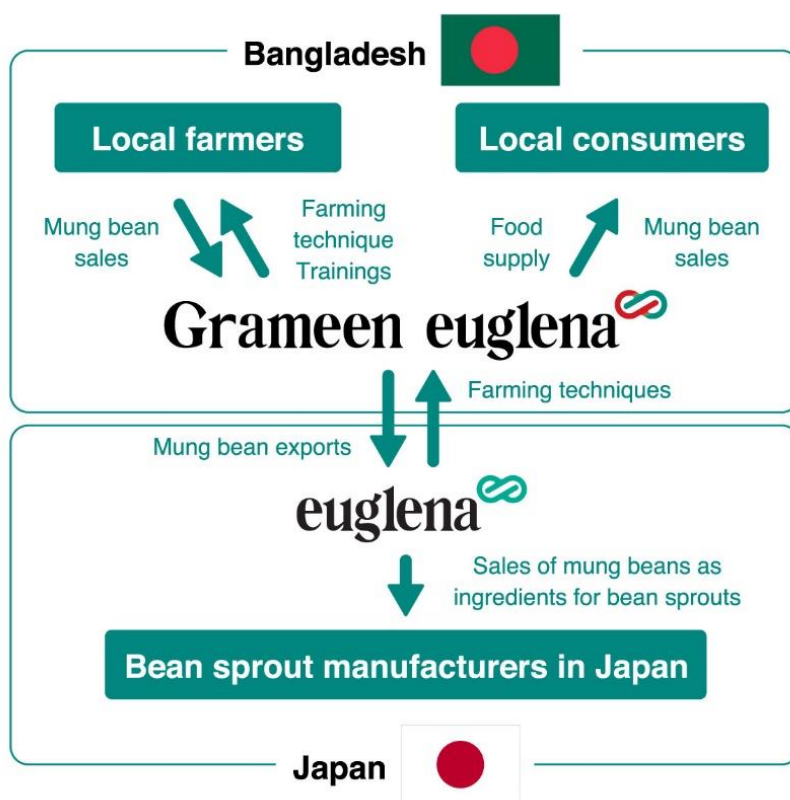 Bangladesh
Local farmers
Local consumers
Mung bean
sales
Farming
technique
Trainings
Food
supply
Mung bean
sales
Grameen euglena
Farming techniques
Mung bean exports
euglena
Sales of mung beans as
ingredients for bean sprouts
Bean sprout manufacturers in Japan
Japan